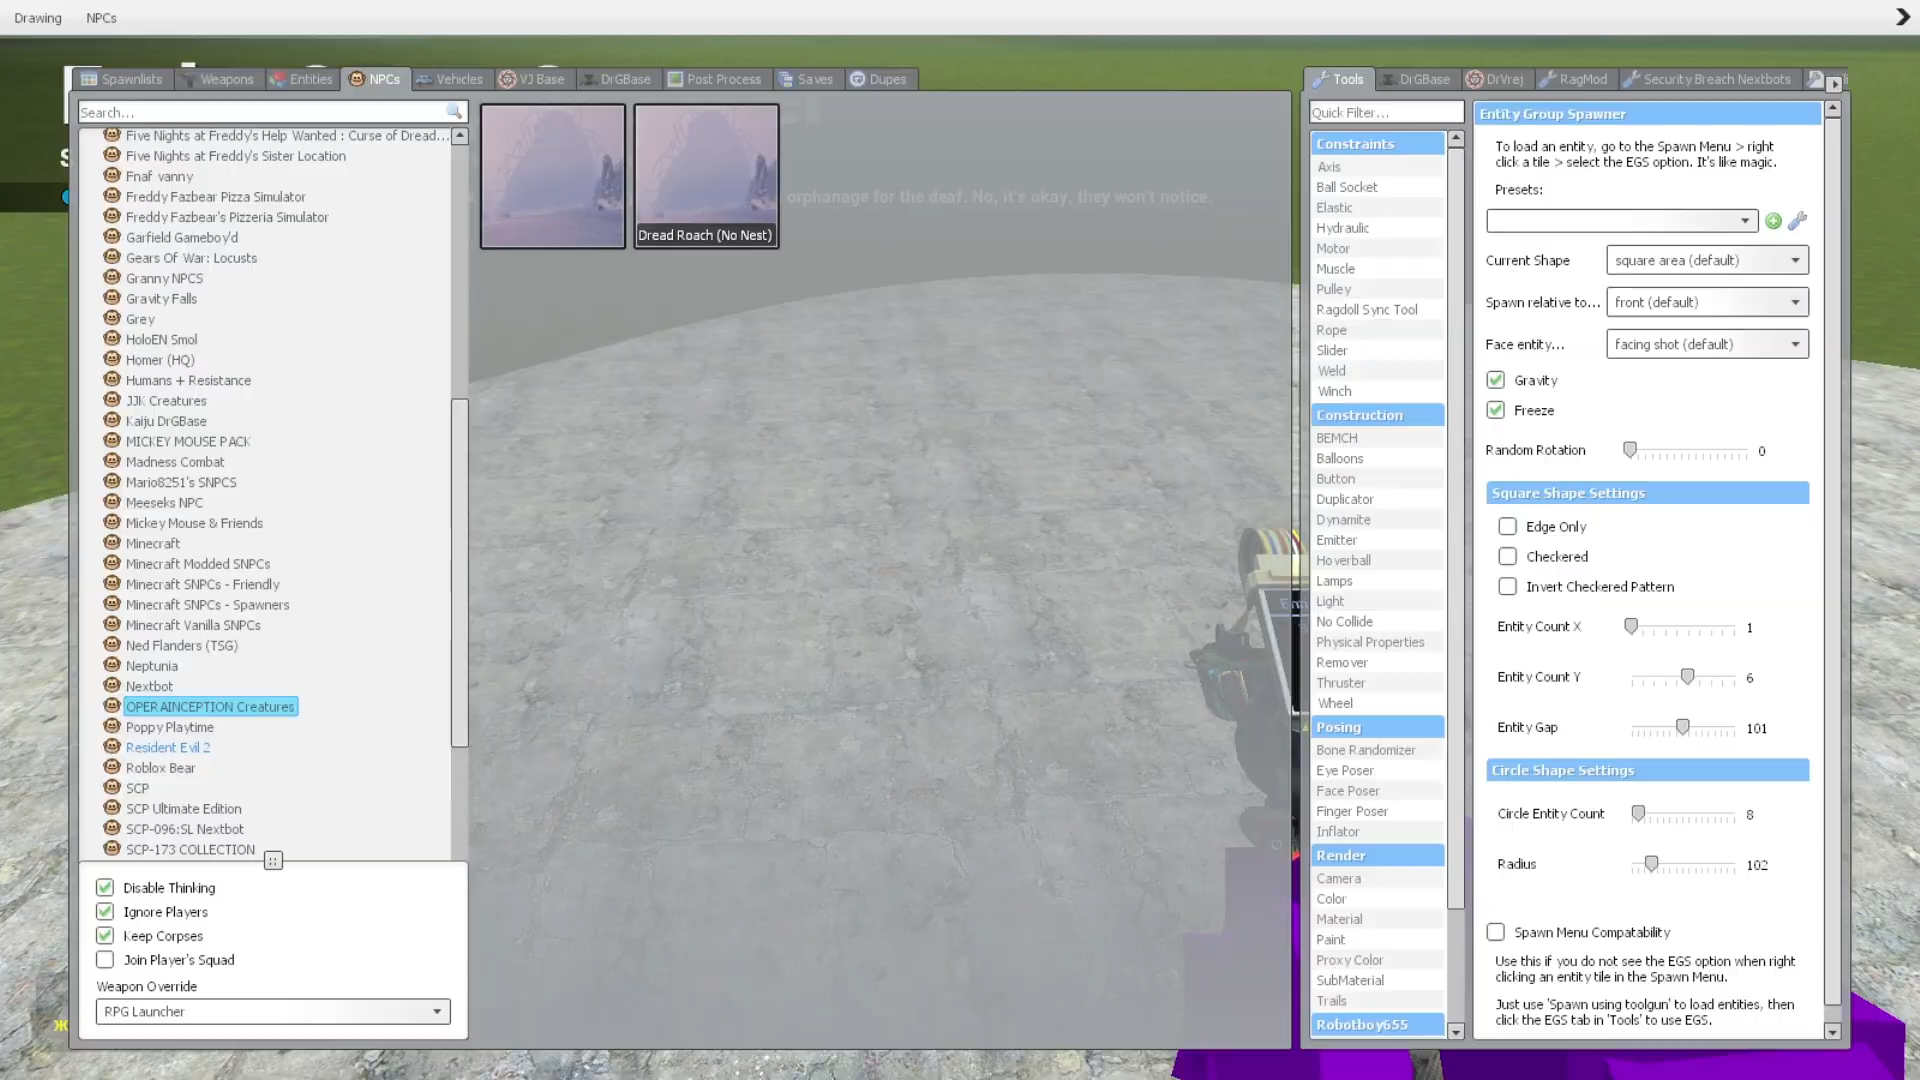 Drawing NPCs
Spawnlists Weapons Entities NPCs Vehicles VJ Base DrGBase Post Process Saves Dupes
Search...
Five Nights at Freddy's Help Wanted : Curse of Dread...
Five Nights at Freddy's Sister Location
Fnaf vanny
Freddy Fazbear Pizza Simulator
Freddy Fazbear's Pizzeria Simulator
Garfield Gameboy'd
Gears Of War: Locusts
Granny NPCS
Gravity Falls
Grey
HoloEN Smol
Homer (HQ)
Humans + Resistance
JJK Creatures
Kaiju DrGBase
MICKEY MOUSE PACK
Madness Combat
Mario8251's SNPCS
Meeseks NPC
Mickey Mouse & Friends
Minecraft
Minecraft Modded SNPCs
Minecraft SNPCs - Friendly
Minecraft SNPCs - Spawners
Minecraft Vanilla SNPCs
Ned Flanders (TSG)
Neptunia
Nextbot
OPERAINCEPTION Creatures
Poppy Playtime
Resident Evil 2
Roblox Bear
SCP
SCP Ultimate Edition
SCP-096:SL Nextbot
SCP-173 COLLECTION
Disable Thinking
Ignore Players
Keep Corpses
Join Player's Squad
Weapon Override
RPG Launcher
Dread Roach (No Nest)
orphanage for the deaf. No, it's okay, they won't notice.
Tools DrGBase DrVrej RagMod Security Breach Nextbots
Quick Filter...
Constraints
Axis
Ball Socket
Elastic
Hydraulic
Motor
Muscle
Pulley
Ragdoll Sync Tool
Rope
Slider
Weld
Winch
Construction
BEMCH
Balloons
Button
Duplicator
Dynamite
Emitter
Hoverball
Lamps
Light
No Collide
Physical Properties
Remover
Thruster
Wheel
Posing
Bone Randomizer
Eye Poser
Face Poser
Finger Poser
Inflator
Render
Camera
Color
Material
Paint
Proxy Color
SubMaterial
Trails
Robotboy655
Entity Group Spawner
To load an entity, go to the Spawn Menu > right
click a tile > select the EGS option. It's like magic.
Presets:
Current Shape square area (default)
Spawn relative to... front (default)
Face entity... facing shot (default)
Gravity
Freeze
Random Rotation 0
Square Shape Settings
Edge Only
Checkered
Invert Checkered Pattern
Entity Count X 1
Entity Count Y 6
Entity Gap 101
Circle Shape Settings
Circle Entity Count 8
Radius 102
Spawn Menu Compatability
Use this if you do not see the EGS option when right
clicking an entity tile in the Spawn Menu.
Just use 'Spawn using toolgun' to load entities, then
click the EGS tab in 'Tools' to use EGS.